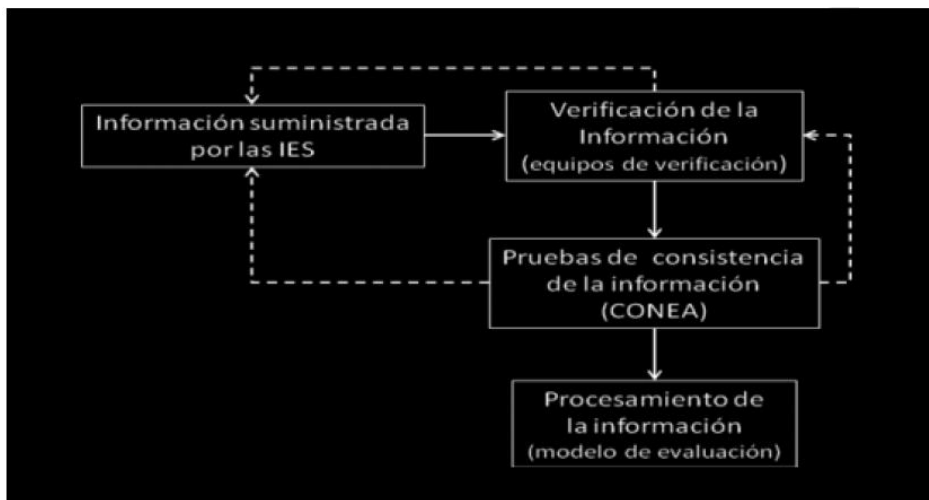 Información suministrada
por las IES
Verificación de la
Información
(equipos de verificación)
Pruebas de consistencia
de la información
(CONEA)
Procesamiento de
la información
(modelo de evaluación)